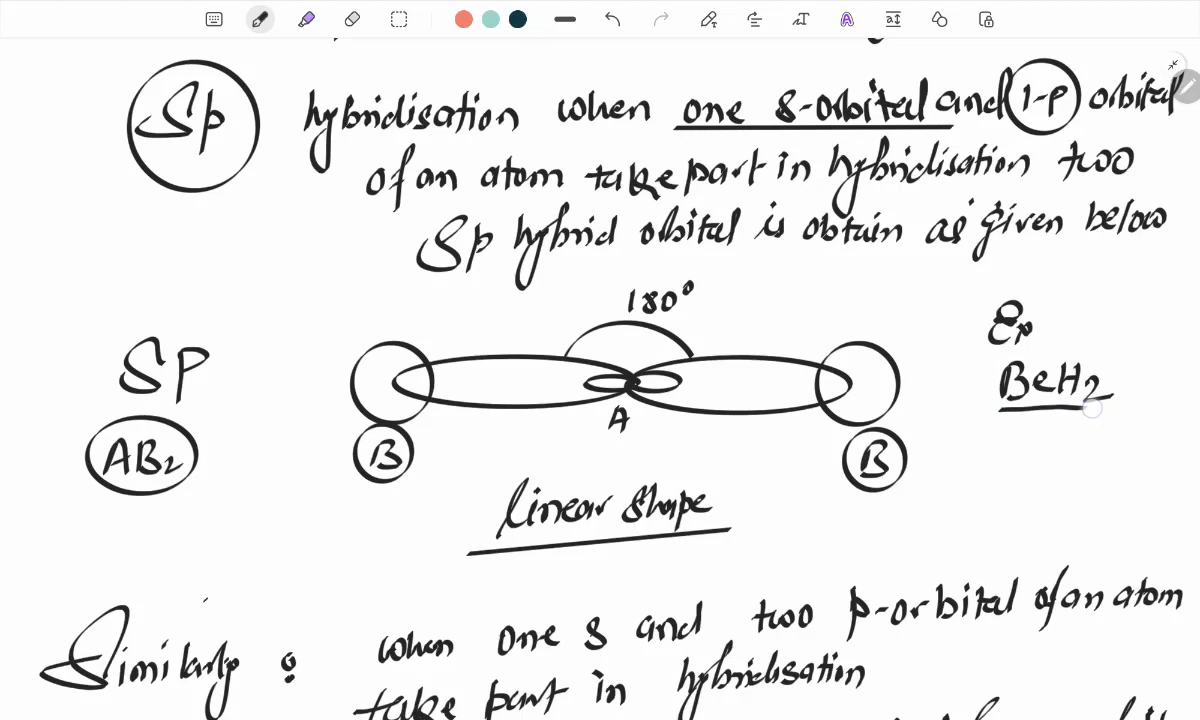 Sp hybridisation when one s-orbital and 1-p orbital
of an atom take part in hybridisation two
Sp hybrid orbital is obtain as given below
180°
Ex
SP
BeH2
A
AB2
B
B
linear shape
Similarly : when one s and two p-orbital of an atom
take part in hybridisation